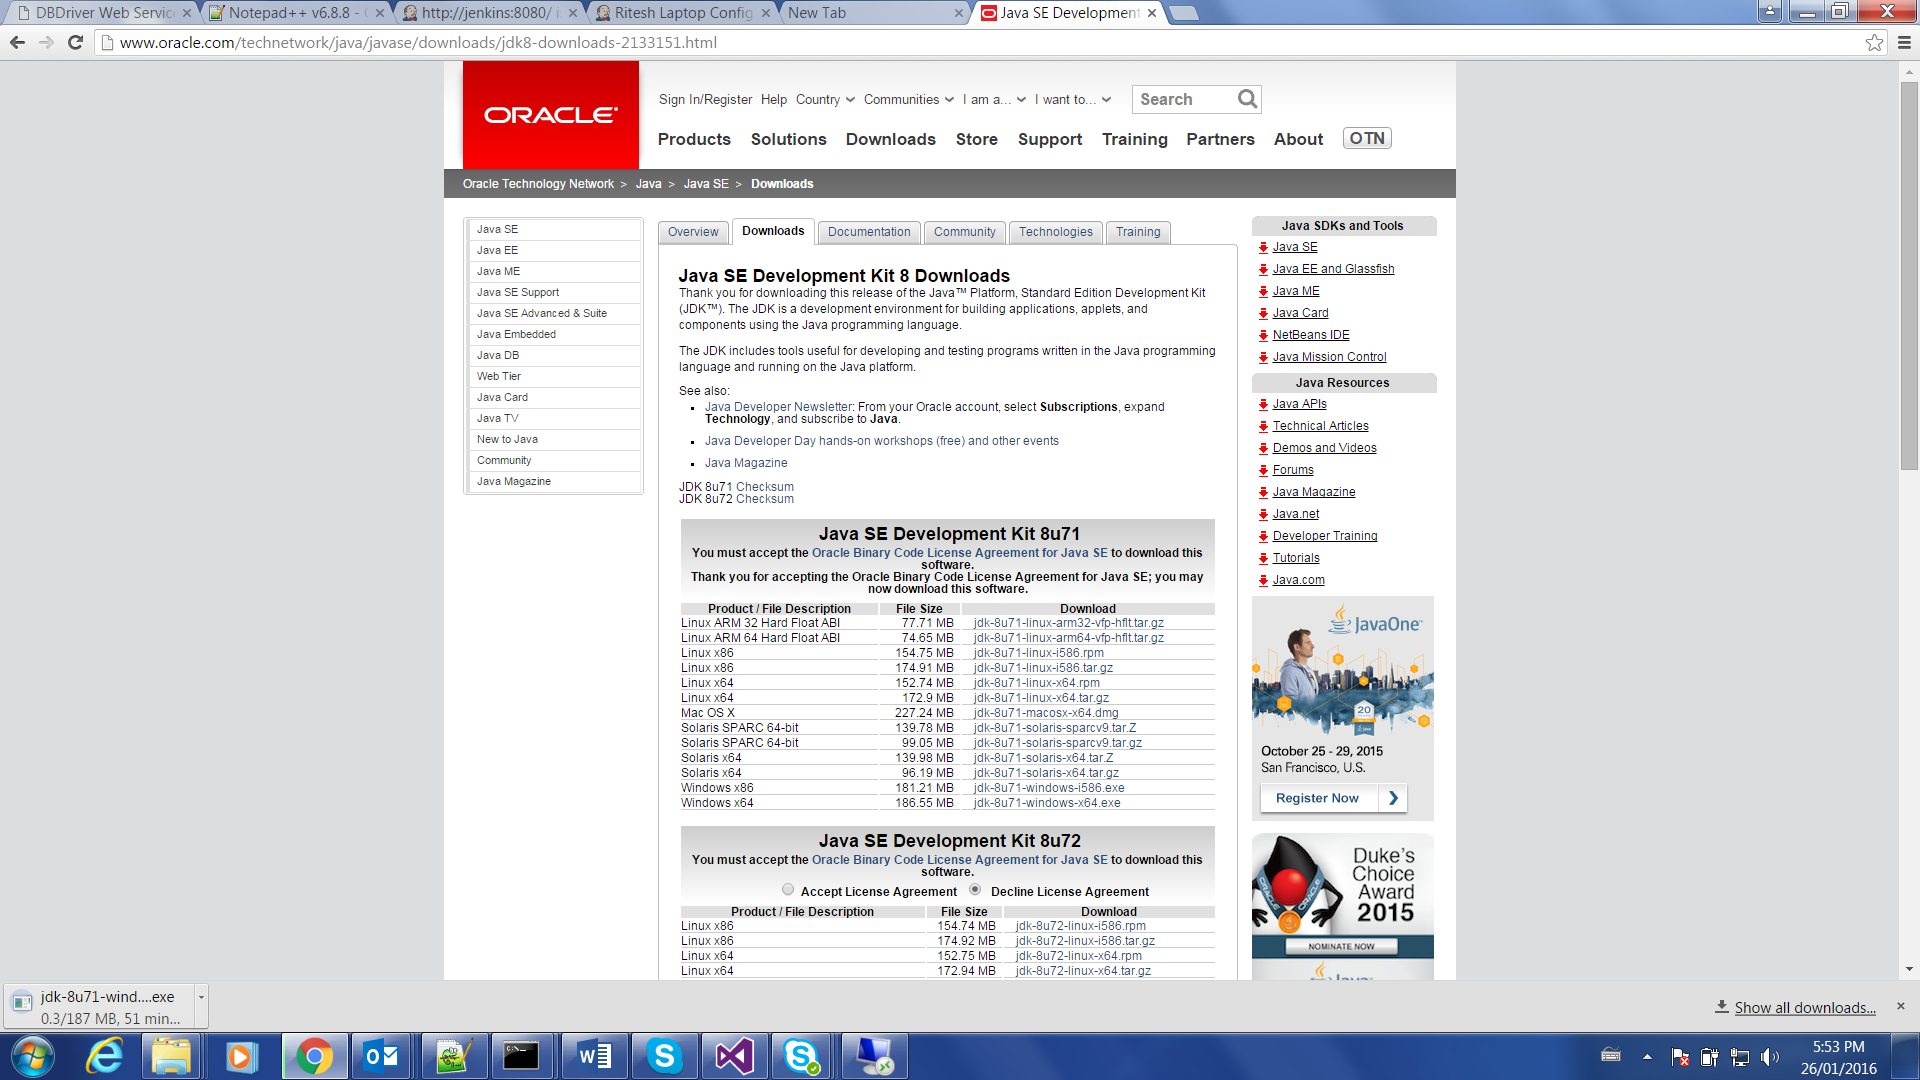 DBDriver Web Servic
Notepad++ v6.8.8 -
http://jenkins:8080/
Ritesh Laptop Config
New Tab
Java SE Development
www.oracle.com/technetwork/java/javase/downloads/jdk8-downloads-2133151.html
ORACLE
Sign In/Register Help Country Communities I am a... I want to... Search
Products Solutions Downloads Store Support Training Partners About OTN
Oracle Technology Network > Java > Java SE > Downloads
Java SE
Java EE
Java ME
Java SE Support
Java SE Advanced & Suite
Java Embedded
Java DB
Web Tier
Java Card
Java TV
New to Java
Community
Java Magazine
Overview Downloads Documentation Community Technologies Training
Java SE Development Kit 8 Downloads
Thank you for downloading this release of the Java™ Platform, Standard Edition Development Kit
(JDK™). The JDK is a development environment for building applications, applets, and
components using the Java programming language.
The JDK includes tools useful for developing and testing programs written in the Java programming
language and running on the Java platform.
See also:
Java Developer Newsletter: From your Oracle account, select Subscriptions, expand
Technology, and subscribe to Java.
Java Developer Day hands-on workshops (free) and other events
Java Magazine
JDK 8u71 Checksum
JDK 8u72 Checksum
Java SE Development Kit 8u71
You must accept the Oracle Binary Code License Agreement for Java SE to download this
software.
Thank you for accepting the Oracle Binary Code License Agreement for Java SE; you may
now download this software.
Product / File Description File Size Download
Linux ARM 32 Hard Float ABI 77.71 MB jdk-8u71-linux-arm32-vfp-hflt.tar.gz
Linux ARM 64 Hard Float ABI 74.65 MB jdk-8u71-linux-arm64-vfp-hflt.tar.gz
Linux x86 154.75 MB jdk-8u71-linux-i586.rpm
Linux x86 174.91 MB jdk-8u71-linux-i586.tar.gz
Linux x64 152.74 MB jdk-8u71-linux-x64.rpm
Linux x64 172.9 MB jdk-8u71-linux-x64.tar.gz
Mac OS X 227.24 MB jdk-8u71-macosx-x64.dmg
Solaris SPARC 64-bit 139.78 MB jdk-8u71-solaris-sparcv9.tar.Z
Solaris SPARC 64-bit 99.05 MB jdk-8u71-solaris-sparcv9.tar.gz
Solaris x64 139.98 MB jdk-8u71-solaris-x64.tar.Z
Solaris x64 96.19 MB jdk-8u71-solaris-x64.tar.gz
Windows x86 181.21 MB jdk-8u71-windows-i586.exe
Windows x64 186.55 MB jdk-8u71-windows-x64.exe
Java SE Development Kit 8u72
You must accept the Oracle Binary Code License Agreement for Java SE to download this
software.
Accept License Agreement Decline License Agreement
Product / File Description File Size Download
Linux x86 154.74 MB jdk-8u72-linux-i586.rpm
Linux x86 174.92 MB jdk-8u72-linux-i586.tar.gz
Linux x64 152.75 MB jdk-8u72-linux-x64.rpm
Linux x64 172.94 MB jdk-8u72-linux-x64.tar.gz
Java SDKs and Tools
Java SE
Java EE and Glassfish
Java ME
Java Card
NetBeans IDE
Java Mission Control
Java Resources
Java APIs
Technical Articles
Demos and Videos
Forums
Java Magazine
Java.net
Developer Training
Tutorials
Java.com
JavaOne™
20
October 25 - 29, 2015
San Francisco, U.S.
Register Now
Duke's
Choice
Award
2015
NOMINATE NOW
jdk-8u71-wind....exe
0.3/187 MB, 51 min...
Show all downloads...
5:53 PM
26/01/2016